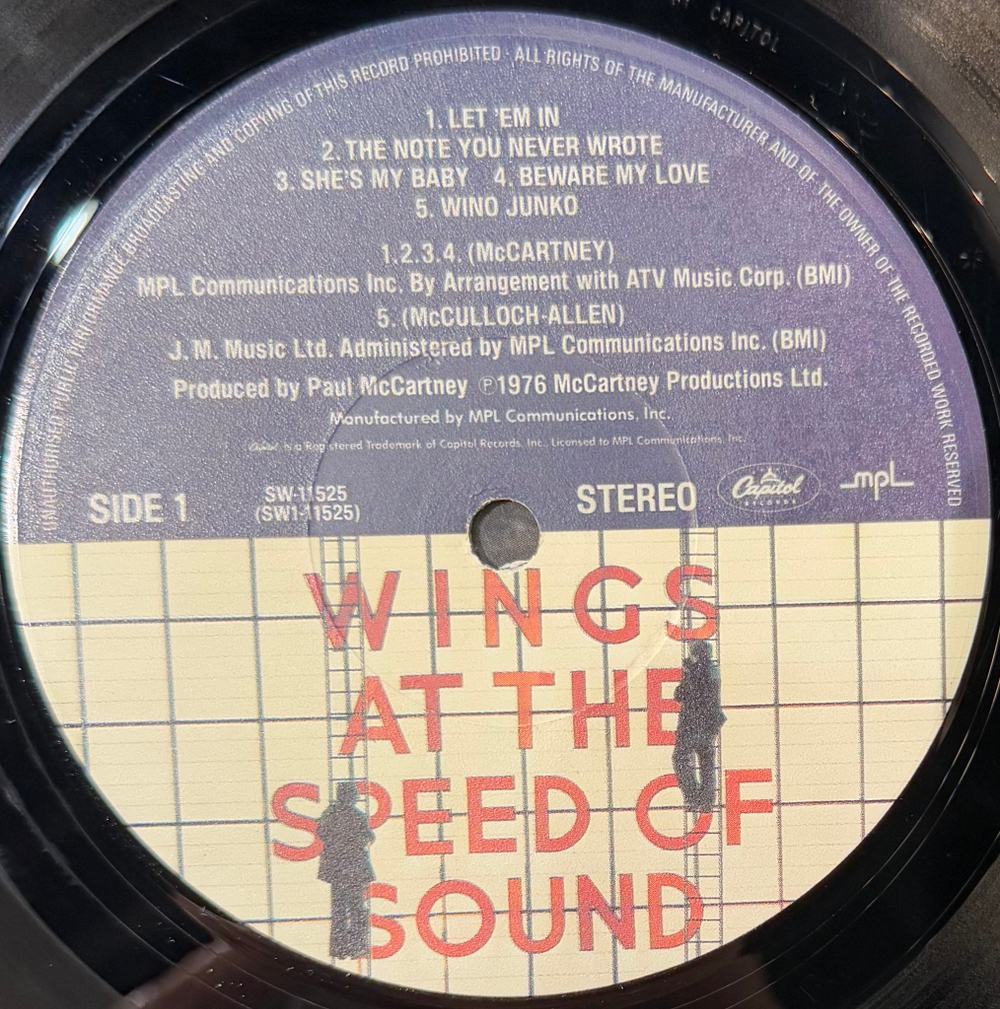 CAPITOL
UNAUTHORISED PUBLIC PERFORMANCE, BROADCASTING AND COPYING OF THIS RECORD PROHIBITED · ALL RIGHTS OF THE MANUFACTURER AND OF THE OWNER OF THE RECORDED WORK RESERVED
1. LET 'EM IN
2. THE NOTE YOU NEVER WROTE
3. SHE'S MY BABY 4. BEWARE MY LOVE
5. WINO JUNKO
1.2.3.4. (McCARTNEY)
MPL Communications Inc. By Arrangement with ATV Music Corp. (BMI)
5. (McCULLOCH-ALLEN)
J. M. Music Ltd. Administered by MPL Communications Inc. (BMI)
Produced by Paul McCartney ℗1976 McCartney Productions Ltd.
Manufactured by MPL Communications, Inc.
Capitol is a Registered Trademark of Capitol Records, Inc., Licensed to MPL Communications, Inc.
SIDE 1
SW-11525
(SW1-11525)
STEREO
Capitol
RECORDS
mpl
WINGS
AT THE
SPEED OF
SOUND